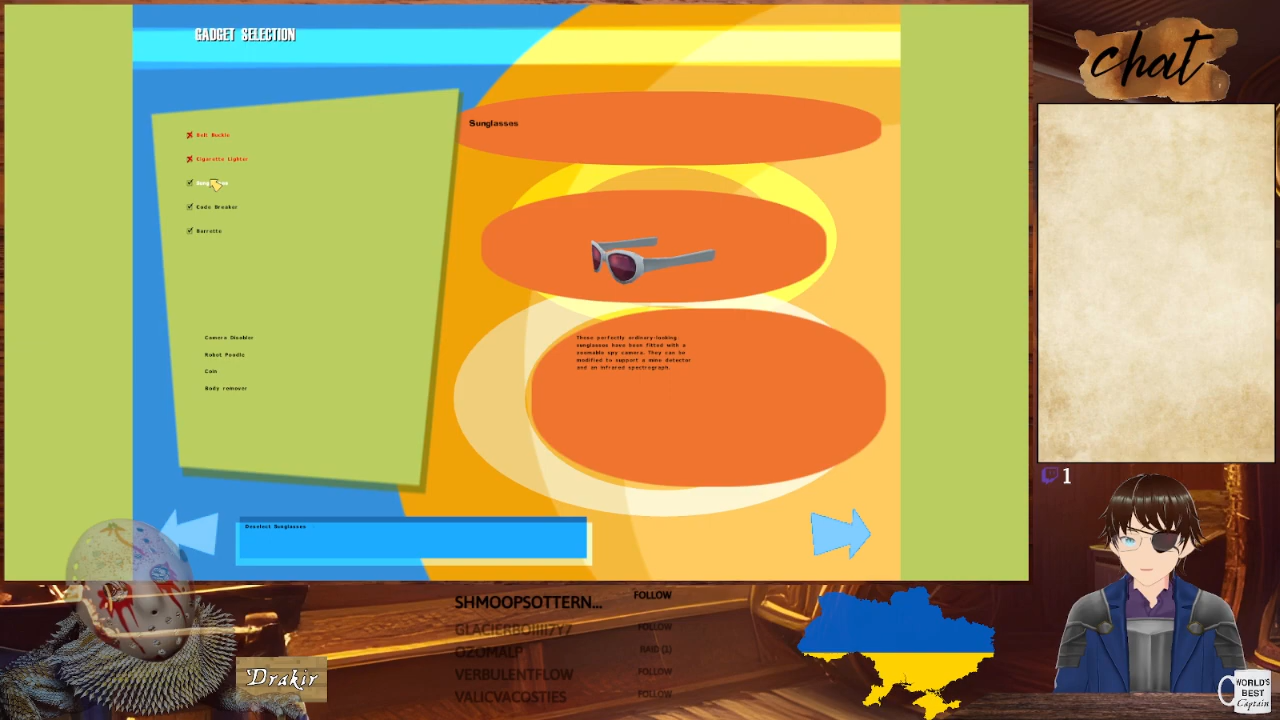 GADGET SELECTION
chat
Sunglasses
Belt Buckle
Cigarette Lighter
Code Breaker
Barrette
Camera Disabler
Robot Poodle
Coin
Body remover
These perfectly ordinary-looking
sunglasses have been fitted with a
zoomable spy camera. They can be
modified to support a mine detector
and an infrared spectrograph.
Deselect Sunglasses
1
SHMOOPSOTTERN... FOLLOW
FOLLOW
OZOMALP RAID (1)
VERBULENTFLOW FOLLOW
VALICVACOSTIES FOLLOW
Drakir
WORLD'S
BEST
Captain